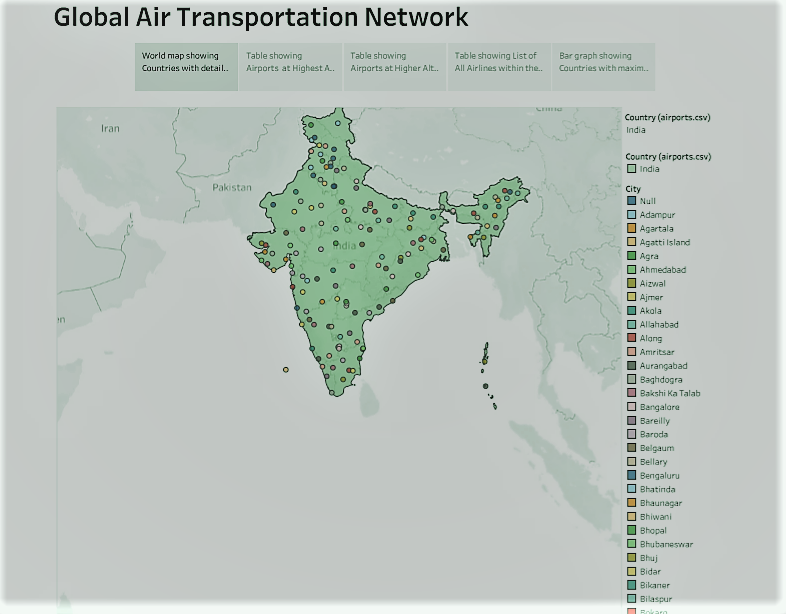 Global Air Transportation Network
World map showing
Countries with detail..
Table showing
Airports at Highest A..
Table showing
Airports at Higher Alt..
Table showing List of
All Airlines within the..
Bar graph showing
Countries with maxim..
Iran
Pakistan
China
India
Country (airports.csv)
India
Country (airports.csv)
India
City
Null
Adampur
Agartala
Agatti Island
Agra
Ahmedabad
Aizwal
Ajmer
Akola
Allahabad
Along
Amritsar
Aurangabad
Baghdogra
Bakshi Ka Talab
Bangalore
Bareilly
Baroda
Belgaum
Bellary
Bengaluru
Bhatinda
Bhaunagar
Bhiwani
Bhopal
Bhubaneswar
Bhuj
Bidar
Bikaner
Bilaspur
Bokaro